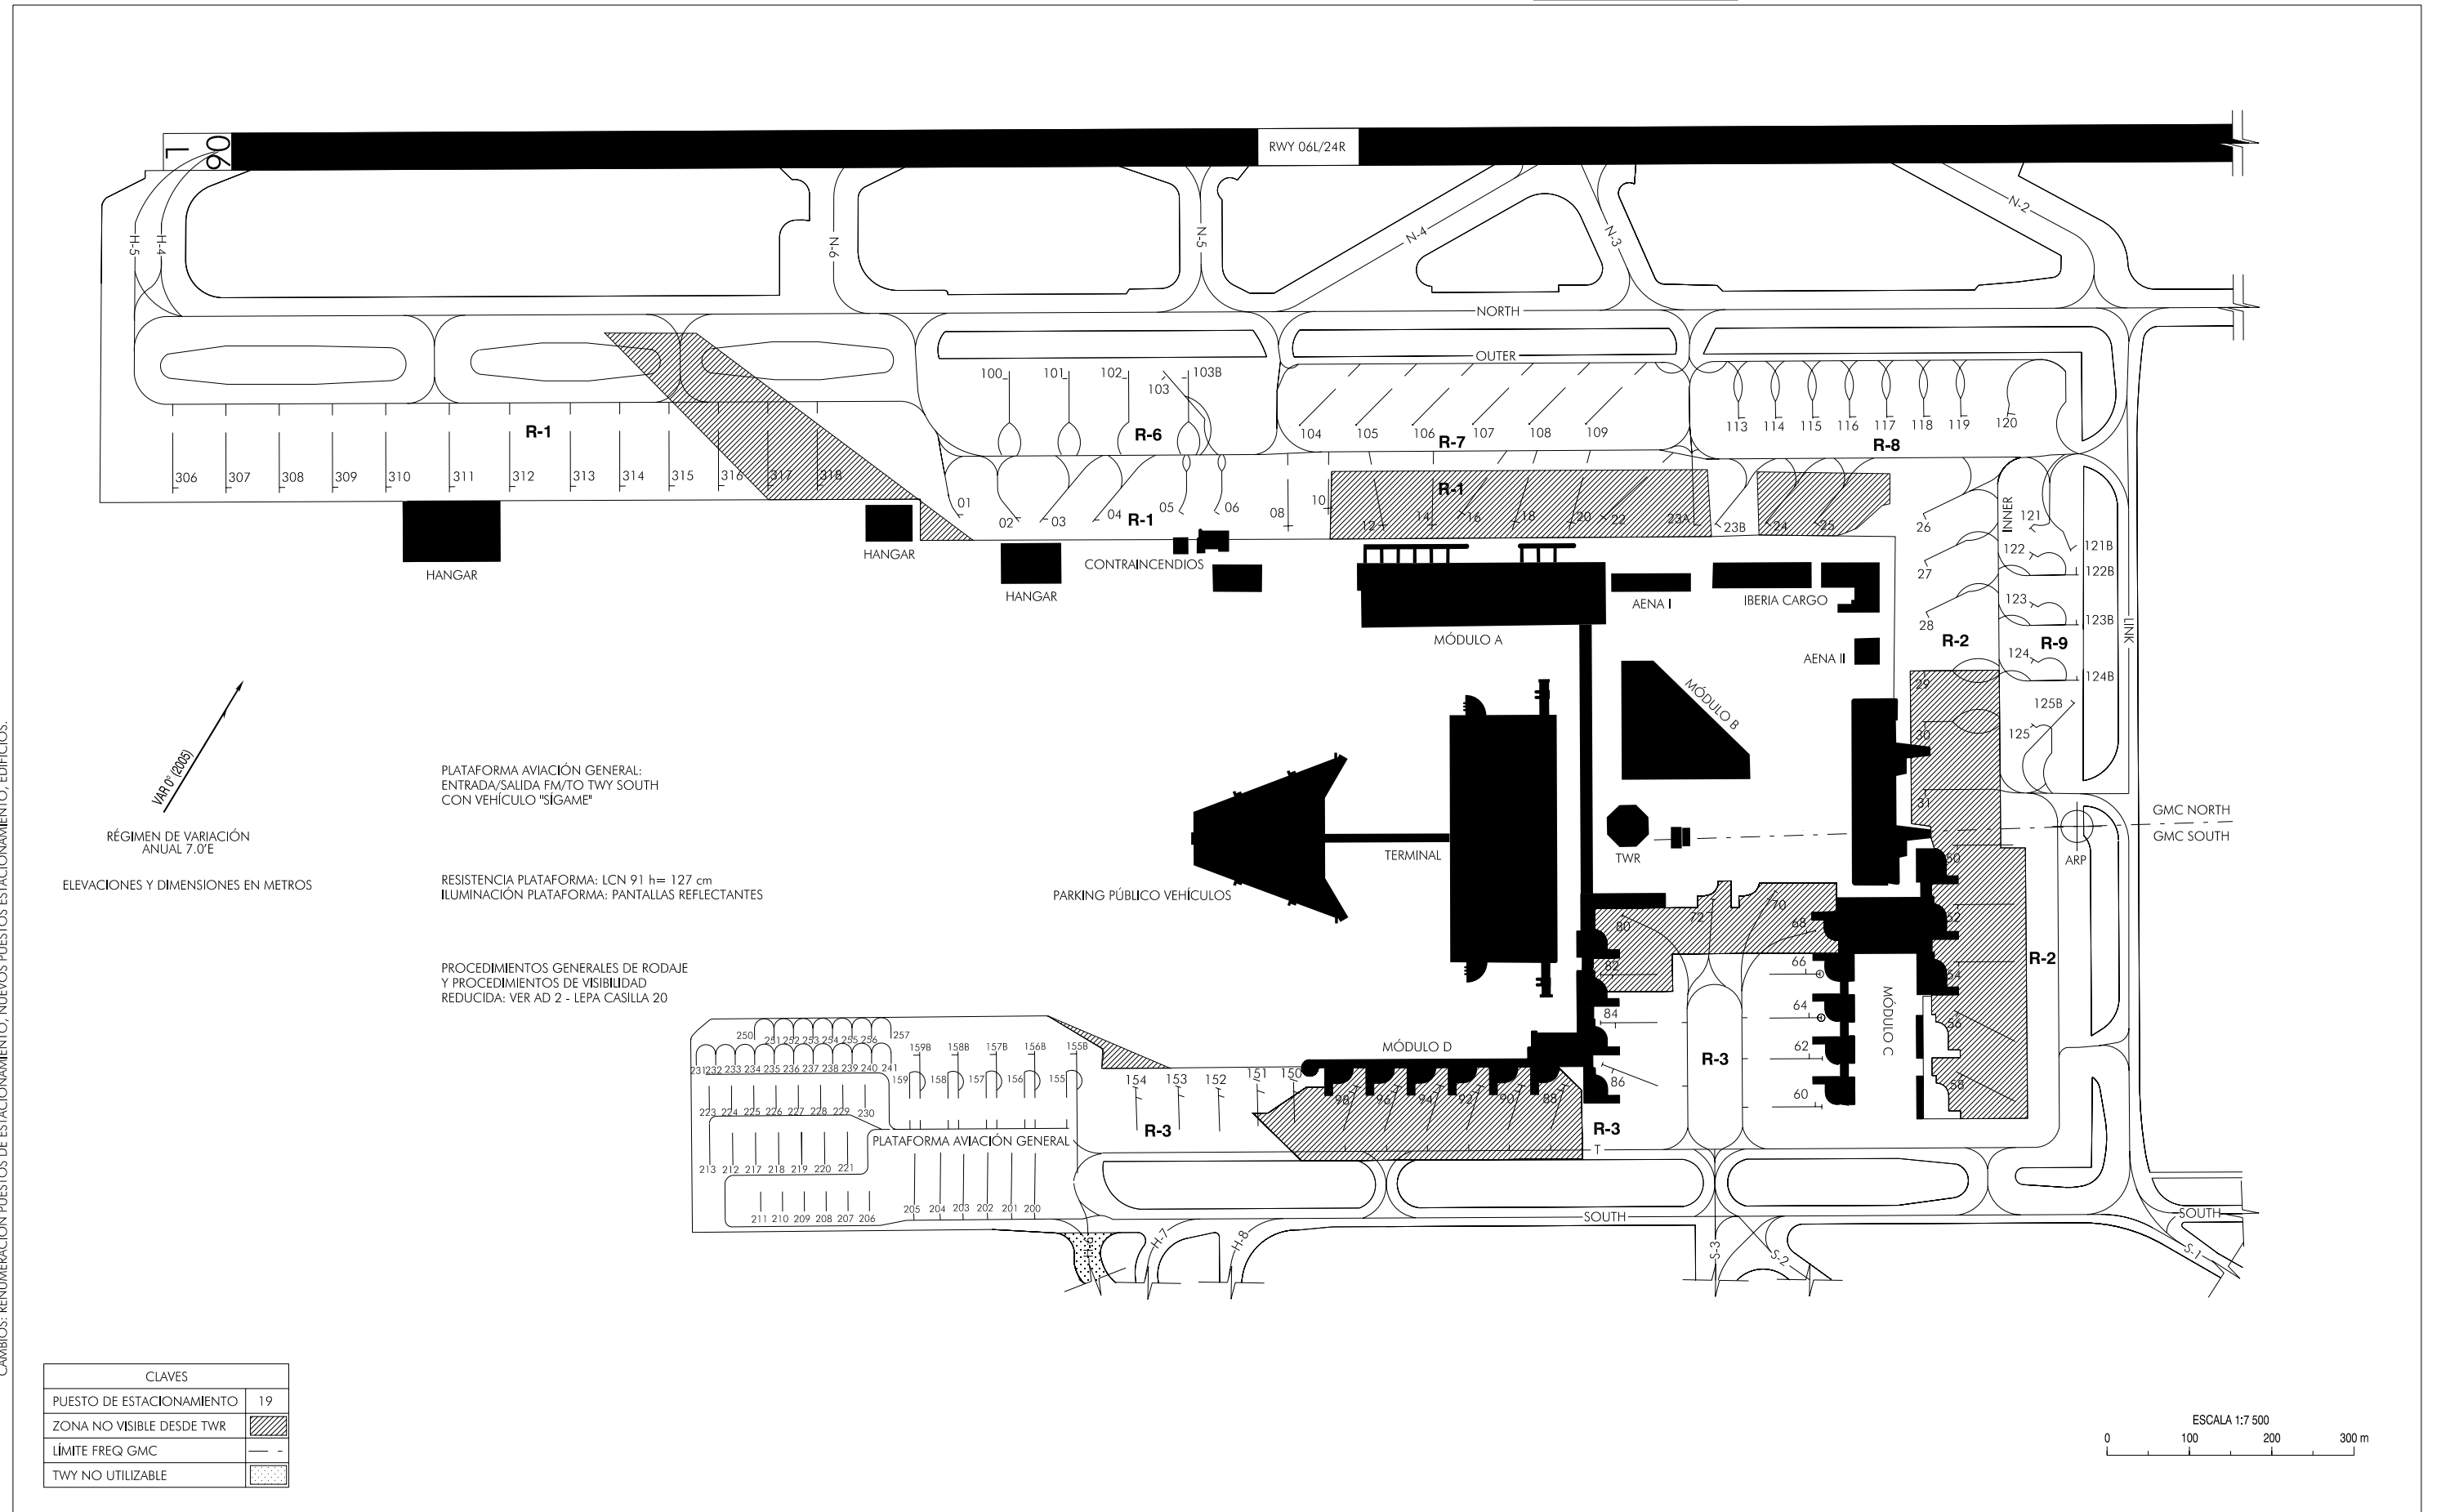 06
L
RWY 06L/24R
H-5
H-4
N-6
N-5
N-4
N-3
N-2
NORTH
OUTER
100
101
102
103
103B
104
105
106
107
108
109
113
114
115
116
117
118
119
120
R-1
R-6
R-7
R-8
306
307
308
309
310
311
312
313
314
315
316
317
318
01
02
03
04
R-1
05
06
08
10
12
14
R-1
16
18
20
22
23A
23B
24
25
26
27
28
INNER
121
122
123
124
125
121B
122B
123B
124B
125B
R-2
R-9
LINK
29
30
31
HANGAR
HANGAR
HANGAR
CONTRAINCENDIOS
MÓDULO A
AENA I
IBERIA CARGO
AENA II
MÓDULO B
TERMINAL
TWR
PARKING PÚBLICO VEHÍCULOS
GMC NORTH
GMC SOUTH
ARP
VAR 0° (2005)
RÉGIMEN DE VARIACIÓN
ANUAL 7.0'E
ELEVACIONES Y DIMENSIONES EN METROS
PLATAFORMA AVIACIÓN GENERAL:
ENTRADA/SALIDA FM/TO TWY SOUTH
CON VEHÍCULO "SÍGAME"
RESISTENCIA PLATAFORMA: LCN 91 h= 127 cm
ILUMINACIÓN PLATAFORMA: PANTALLAS REFLECTANTES
PROCEDIMIENTOS GENERALES DE RODAJE
Y PROCEDIMIENTOS DE VISIBILIDAD
REDUCIDA: VER AD 2 - LEPA CASILLA 20
50
52
54
56
58
R-2
MÓDULO C
60
62
64
66
68
70
72
80
82
84
86
R-3
R-3
MÓDULO D
88
90
92
94
96
98
150
151
152
153
154
R-3
155B
156B
157B
158B
159B
155
156
157
158
159
250
251
252
253
254
255
256
257
231
232
233
234
235
236
237
238
239
240
241
223
224
225
226
227
228
229
230
PLATAFORMA AVIACIÓN GENERAL
213
212
217
218
219
220
221
211
210
209
208
207
206
205
204
203
202
201
200
T
SOUTH
SOUTH
H-7
H-8
S-3
S-2
S-1
CAMBIOS: RENUMERACIÓN PUESTOS DE ESTACIONAMIENTO, NUEVOS PUESTOS ESTACIONAMIENTO, EDIFICIOS.
CLAVES
PUESTO DE ESTACIONAMIENTO 19
ZONA NO VISIBLE DESDE TWR
LÍMITE FREQ GMC
TWY NO UTILIZABLE
ESCALA 1:7 500
0 100 200 300 m